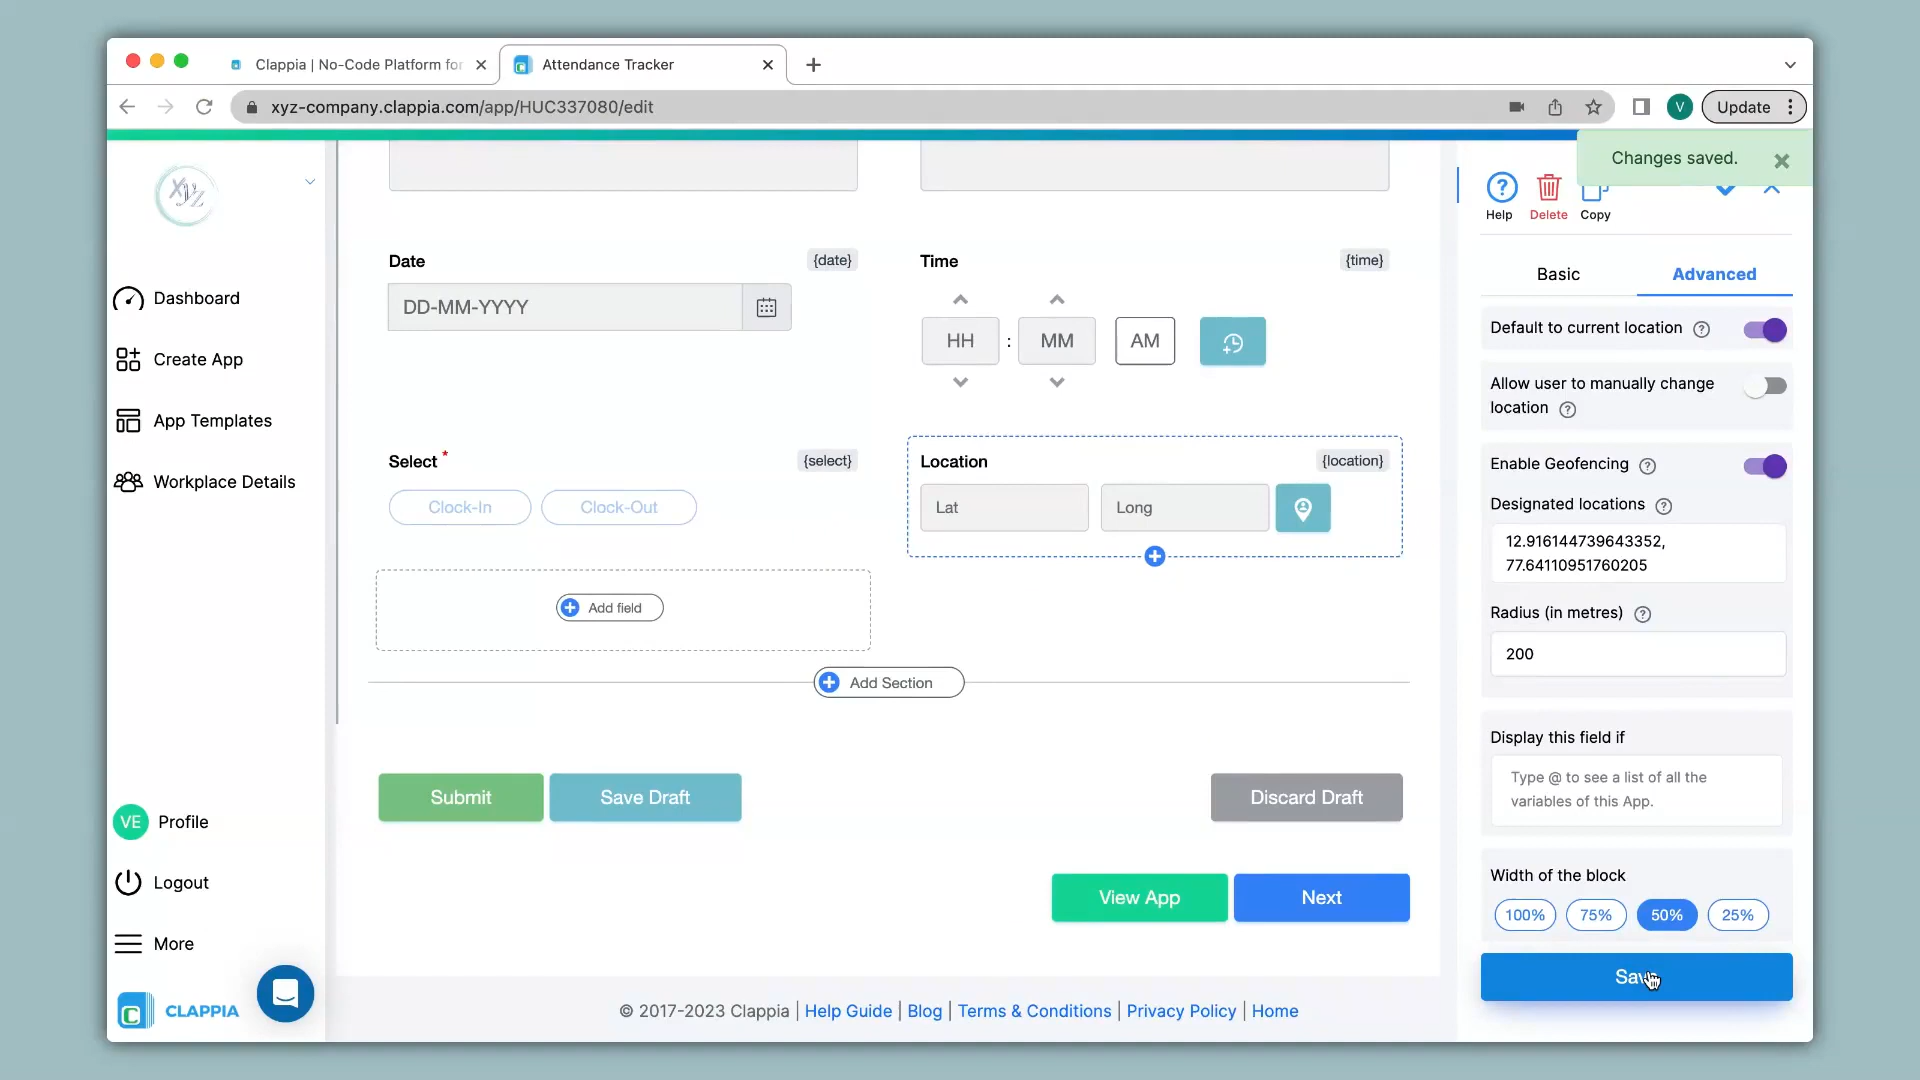 Clappia | No-Code Platform for
Attendance Tracker
xyz-company.clappia.com/app/HUC337080/edit
V
Update
Changes saved.
xyz
Help
Delete
Copy
Dashboard
Create App
App Templates
Workplace Details
VE Profile
Logout
More
CLAPPIA
Date
{date}
DD-MM-YYYY
Time
{time}
HH : MM AM
Select *
{select}
Clock-In
Clock-Out
Location
{location}
Lat
Long
Add field
Add Section
Submit
Save Draft
Discard Draft
View App
Next
© 2017-2023 Clappia | Help Guide | Blog | Terms & Conditions | Privacy Policy | Home
Basic
Advanced
Default to current location ?
Allow user to manually change
location ?
Enable Geofencing ?
Designated locations ?
12.916144739643352,
77.64110951760205
Radius (in metres) ?
200
Display this field if
Type @ to see a list of all the
variables of this App.
Width of the block
100% 75% 50% 25%
Save